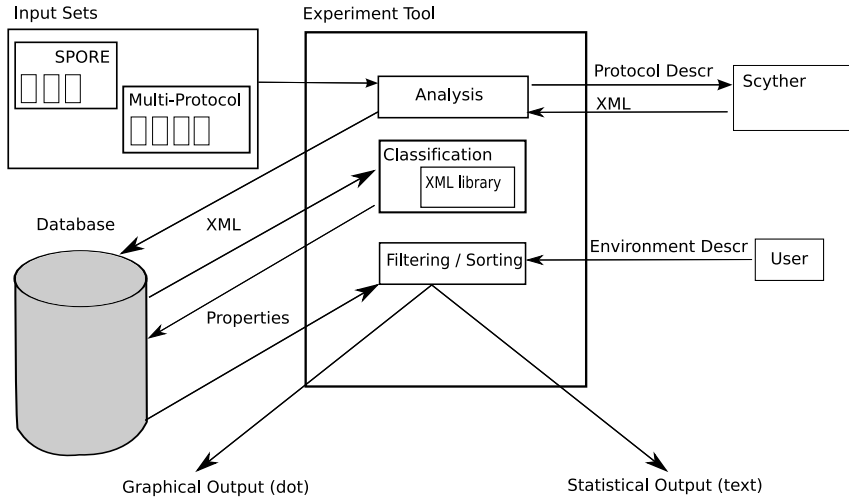 Input Sets
Experiment Tool
SPORE
Multi-Protocol
Analysis
Protocol Descr
XML
Scyther
Classification
XML library
Database
XML
Filtering / Sorting
Environment Descr
User
Properties
Graphical Output (dot)
Statistical Output (text)